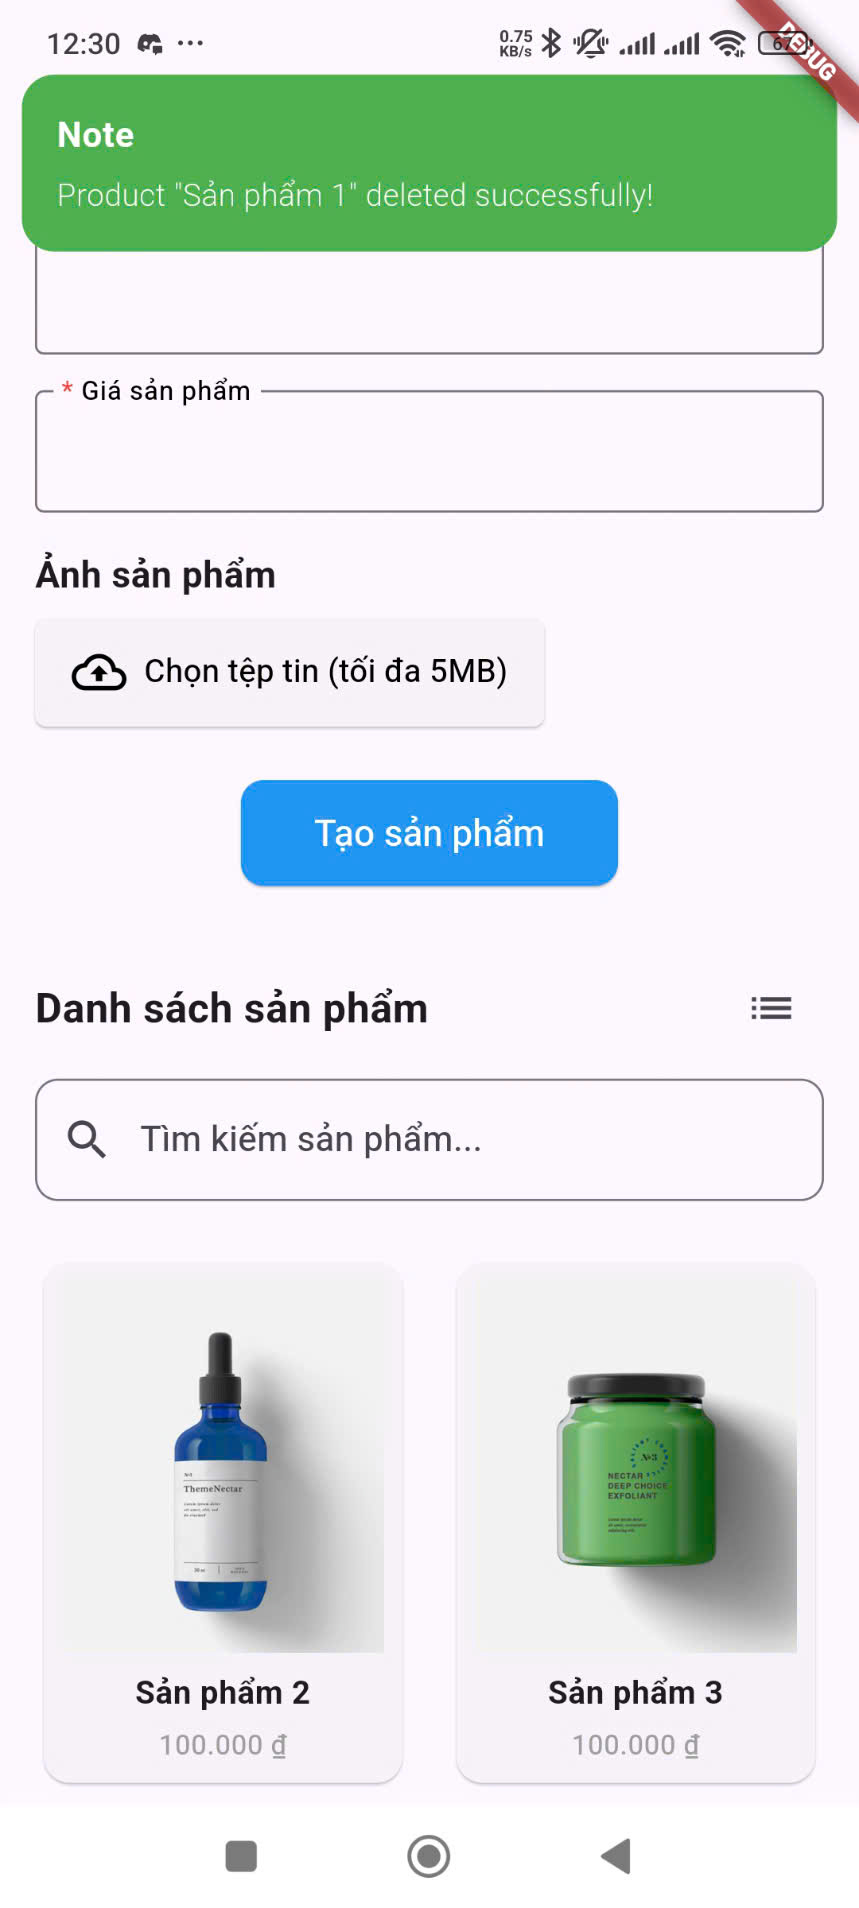 12:30
0.75
KB/s
67
DEBUG
Note
Product "Sản phẩm 1" deleted successfully!
* Giá sản phẩm
Ảnh sản phẩm
Chọn tệp tin (tối đa 5MB)
Tạo sản phẩm
Danh sách sản phẩm
Tìm kiếm sản phẩm...
ThemeNectar
Nº3
NECTAR
DEEP CHOICE
EXFOLIANT
Sản phẩm 2
100.000 ₫
Sản phẩm 3
100.000 ₫